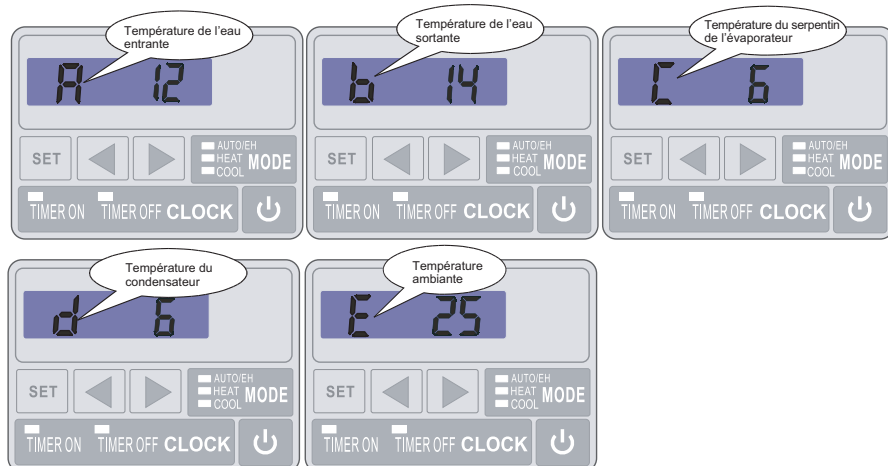 Température de l'eau
entrante
A 12
SET
AUTO/EH
HEAT
COOL
MODE
TIMER ON TIMER OFF CLOCK
Température de l'eau
sortante
b 14
SET
AUTO/EH
HEAT
COOL
MODE
TIMER ON TIMER OFF CLOCK
Température du serpentin
de l'évaporateur
C 6
SET
AUTO/EH
HEAT
COOL
MODE
TIMER ON TIMER OFF CLOCK
Température du
condensateur
d 6
SET
AUTO/EH
HEAT
COOL
MODE
TIMER ON TIMER OFF CLOCK
Température
ambiante
E 25
SET
AUTO/EH
HEAT
COOL
MODE
TIMER ON TIMER OFF CLOCK